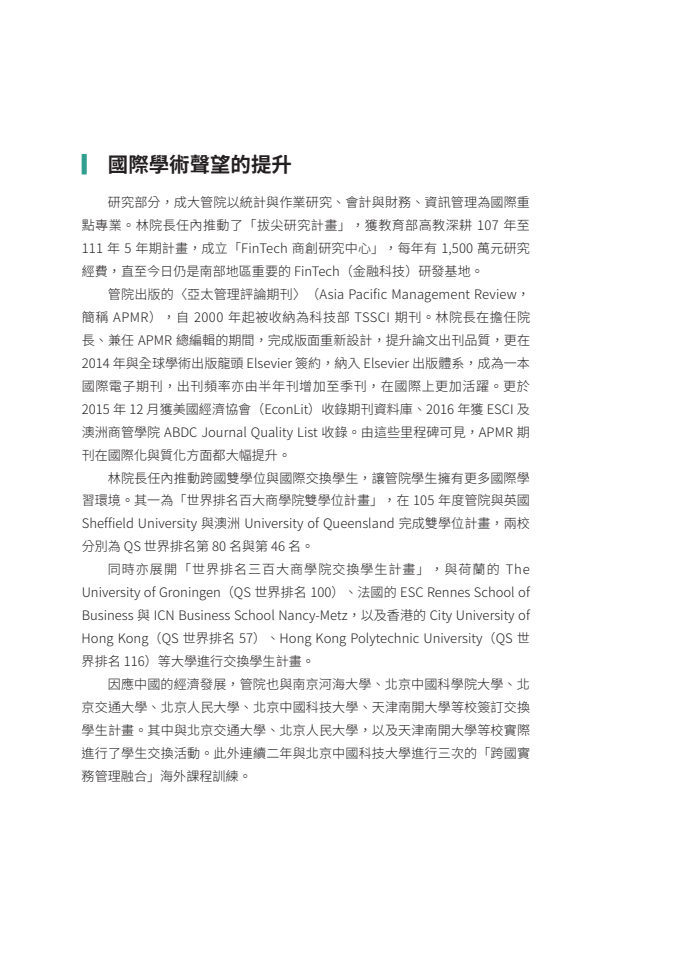 國際學術聲望的提升
研究部分，成大管院以統計與作業研究、會計與財務、資訊管理為國際重
點專業。林院長任內推動了「拔尖研究計畫」，獲教育部高教深耕 107 年至
111 年 5 年期計畫，成立「FinTech 商創研究中心」，每年有 1,500 萬元研究
經費，直至今日仍是南部地區重要的 FinTech（金融科技）研發基地。
管院出版的〈亞太管理評論期刊〉（Asia Pacific Management Review，
簡稱 APMR），自 2000 年起被收納為科技部 TSSCI 期刊。林院長在擔任院
長、兼任 APMR 總編輯的期間，完成版面重新設計，提升論文出刊品質，更在
2014 年與全球學術出版龍頭 Elsevier 簽約，納入 Elsevier 出版體系，成為一本
國際電子期刊，出刊頻率亦由半年刊增加至季刊，在國際上更加活躍。更於
2015 年 12 月獲美國經濟協會（EconLit）收錄期刊資料庫、2016 年獲 ESCI 及
澳洲商管學院 ABDC Journal Quality List 收錄。由這些里程碑可見，APMR 期
刊在國際化與質化方面都大幅提升。
林院長任內推動跨國雙學位與國際交換學生，讓管院學生擁有更多國際學
習環境。其一為「世界排名百大商學院雙學位計畫」，在 105 年度管院與英國
Sheffield University 與澳洲 University of Queensland 完成雙學位計畫，兩校
分別為 QS 世界排名第 80 名與第 46 名。
同時亦展開「世界排名三百大商學院交換學生計畫」，與荷蘭的 The
University of Groningen（QS 世界排名 100）、法國的 ESC Rennes School of
Business 與 ICN Business School Nancy-Metz，以及香港的 City University of
Hong Kong（QS 世界排名 57）、Hong Kong Polytechnic University（QS 世
界排名 116）等大學進行交換學生計畫。
因應中國的經濟發展，管院也與南京河海大學、北京中國科學院大學、北
京交通大學、北京人民大學、北京中國科技大學、天津南開大學等校簽訂交換
學生計畫。其中與北京交通大學、北京人民大學，以及天津南開大學等校實際
進行了學生交換活動。此外連續二年與北京中國科技大學進行三次的「跨國實
務管理融合」海外課程訓練。